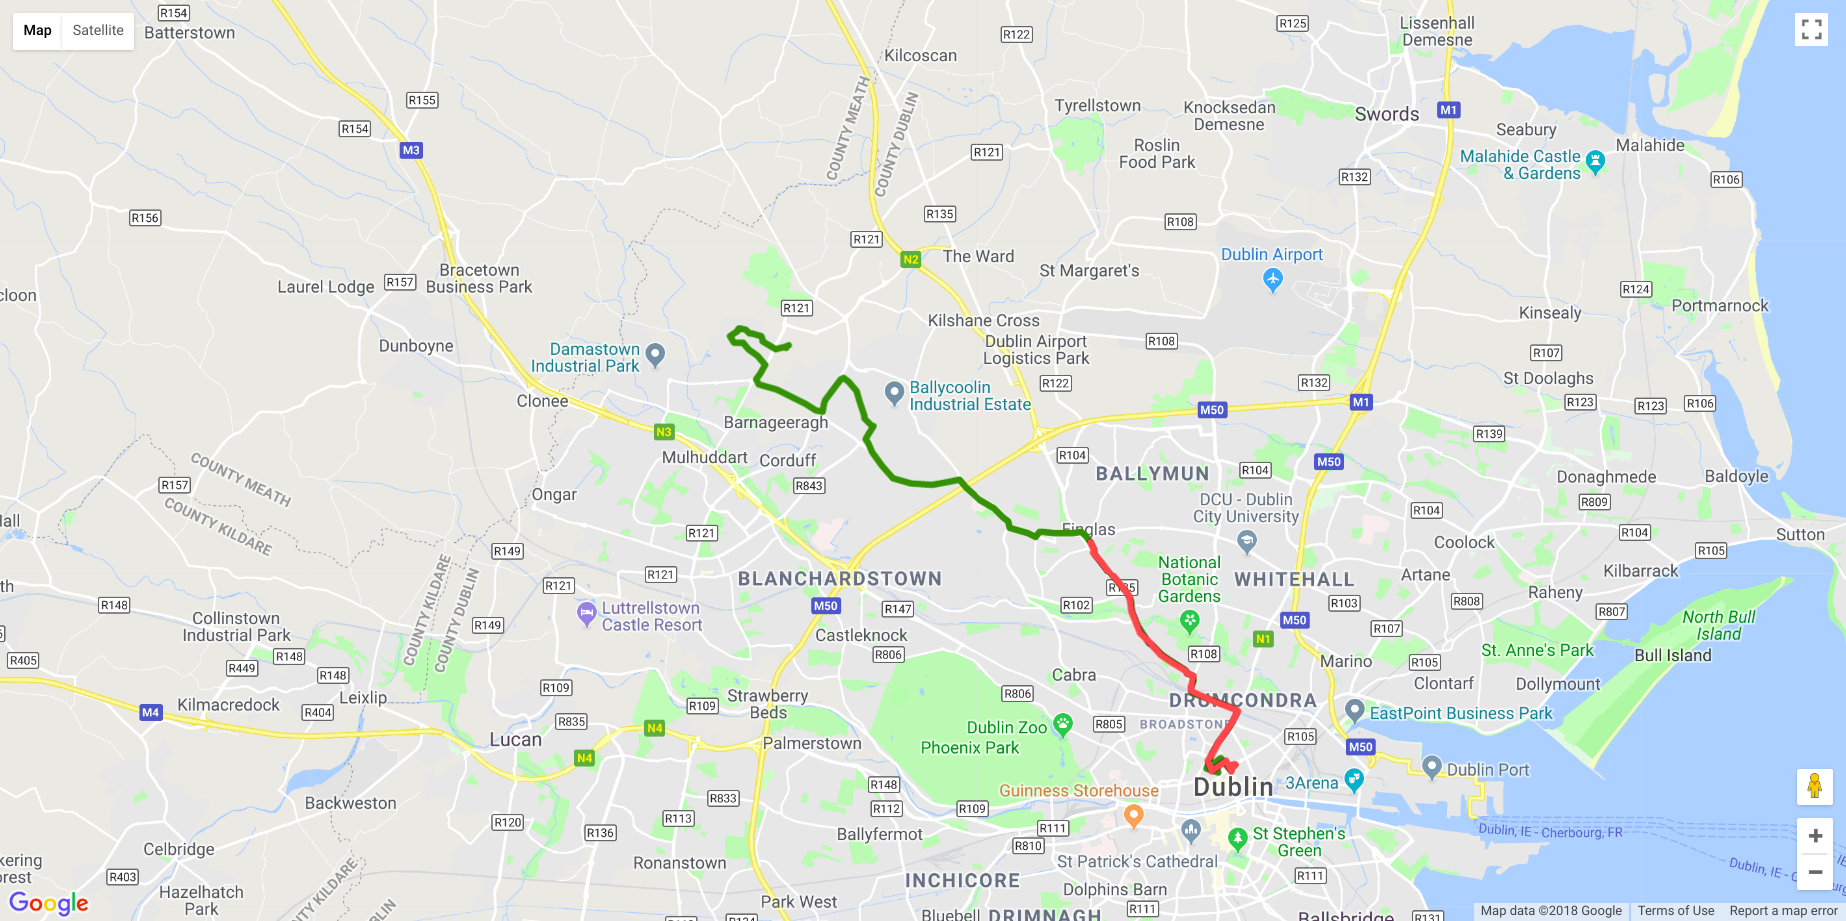 Map
Satellite
R154
Batterstown
R155
R154
M3
Kilcoscan
R122
R125
Lissenhall
Demesne
COUNTY MEATH
COUNTY DUBLIN
Tyrrellstown
Knocksedan
Demesne
Swords
M1
Seabury
Malahide
Malahide Castle
& Gardens
Roslin
Food Park
R121
R132
R106
R156
R135
R108
R121
The Ward
N2
St Margaret's
Dublin Airport
Bracetown
Business Park
Laurel Lodge
R157
cloon
R124
Portmarnock
R121
Kilshane Cross
Kinsealy
Dublin Airport
Logistics Park
R108
Dunboyne
Damastown
Industrial Park
R107
St Doolaghs
R122
R132
Ballycoolin
Industrial Estate
Clonee
M50
M1
R123
R123
R106
Barnageeragh
N3
R139
Mulhuddart
Corduff
R104
BALLYMUN
R104
M50
Donaghmede
Baldoyle
COUNTY MEATH
R157
COUNTY KILDARE
R843
Ongar
DCU - Dublin
City University
R809
R104
Hall
Finglas
R121
R104
Sutton
Coolock
R105
R149
National
Botanic
Gardens
WHITEHALL
Artane
Kilbarrack
R121
R121
BLANCHARDSTOWN
R135
Raheny
th
R148
COUNTY KILDARE
COUNTY DUBLIN
Luttrellstown
Castle Resort
M50
R147
R102
R103
R808
R807
North Bull
Island
Collinstown
Industrial Park
R149
Castleknock
M50
R107
N1
R108
R806
R405
R148
R449
R148
Marino
R105
St. Anne's Park
Bull Island
Cabra
Clontarf
Dollymount
Leixlip
R109
R806
Kilmacredock
R404
Strawberry
Beds
R109
DRUMCONDRA
M4
R835
N4
R805
BROADSTONE
EastPoint Business Park
Lucan
Palmerstown
Dublin Zoo
Phoenix Park
R105
M50
N4
Dublin Port
3Arena
Dublin
R148
Guinness Storehouse
Backweston
R833
R112
R109
R120
R113
R136
Ballyfermot
R111
St Stephen's
Green
Dublin, IE - Cherbourg, FR
R810
Celbridge
Ronanstown
St Patrick's Cathedral
kering
orest
R403
COUNTY KILDARE
INCHICORE
Dolphins Barn
R111
Hazelhatch
Park
Park West
R111
Dublin, IE - C
Google
DUBLIN
R134
Bluebell
DRIMNAGH
Ballsbridge
R131
Map data ©2018 Google
Terms of Use
Report a map error